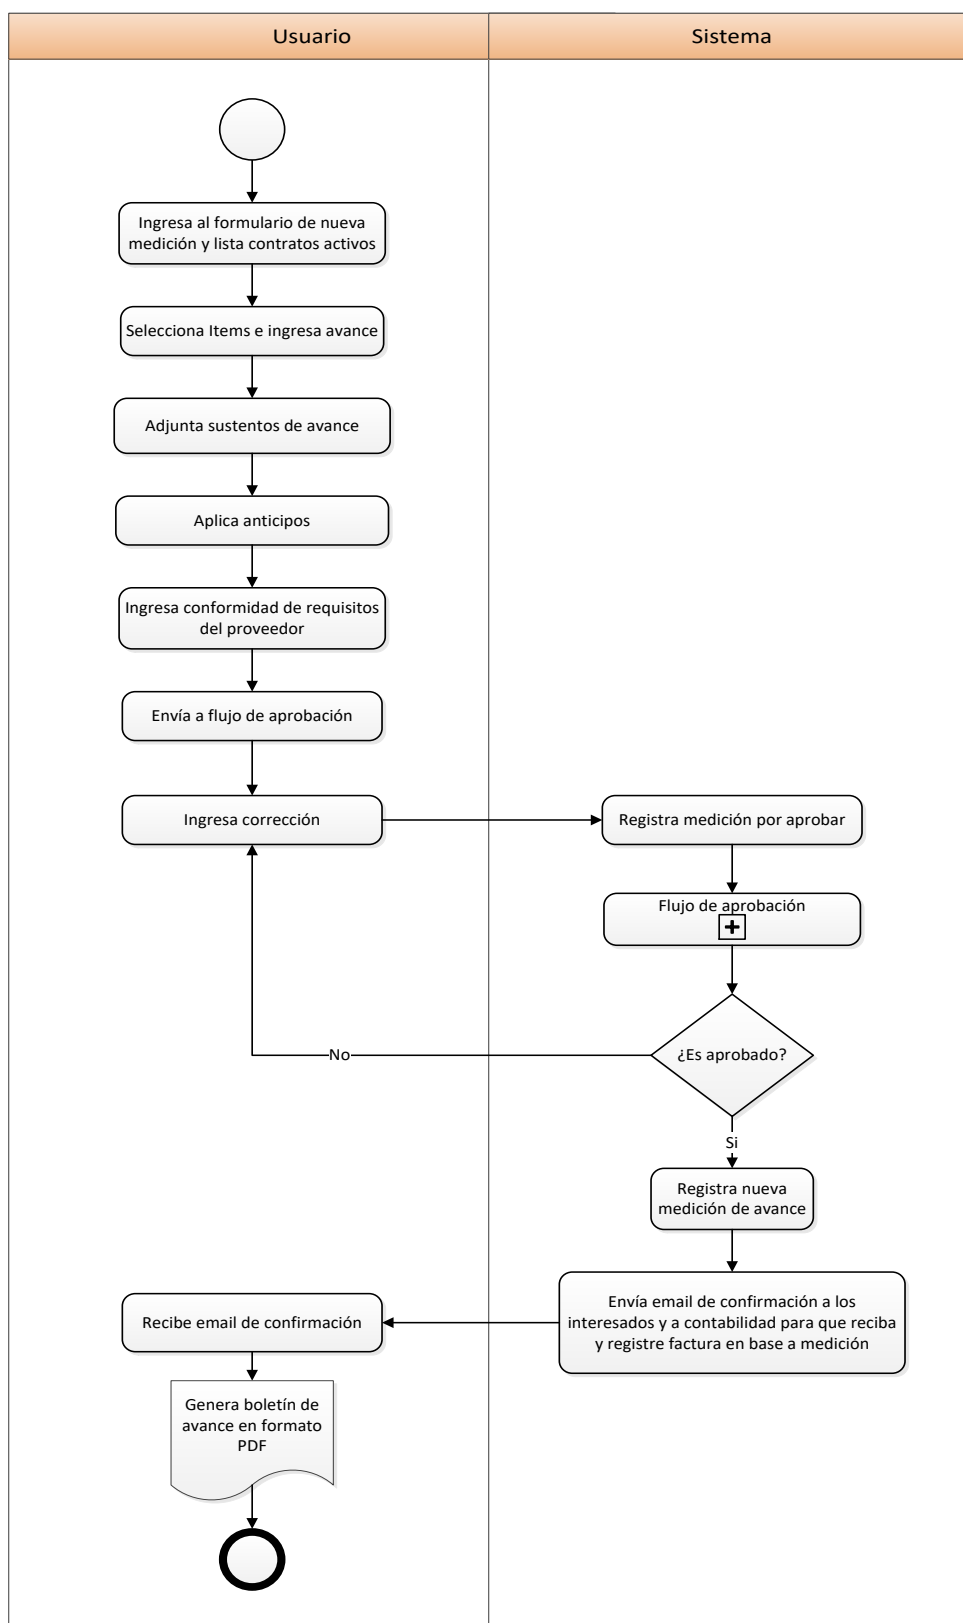 Usuario
Sistema
Ingresa al formulario de nueva
medición y lista contratos activos
Selecciona Items e ingresa avance
Adjunta sustentos de avance
Aplica anticipos
Ingresa conformidad de requisitos
del proveedor
Envía a flujo de aprobación
Ingresa corrección
Registra medición por aprobar
Flujo de aprobación
¿Es aprobado?
No
Si
Registra nueva
medición de avance
Envía email de confirmación a los
interesados y a contabilidad para que reciba
y registre factura en base a medición
Recibe email de confirmación
Genera boletín de
avance en formato
PDF